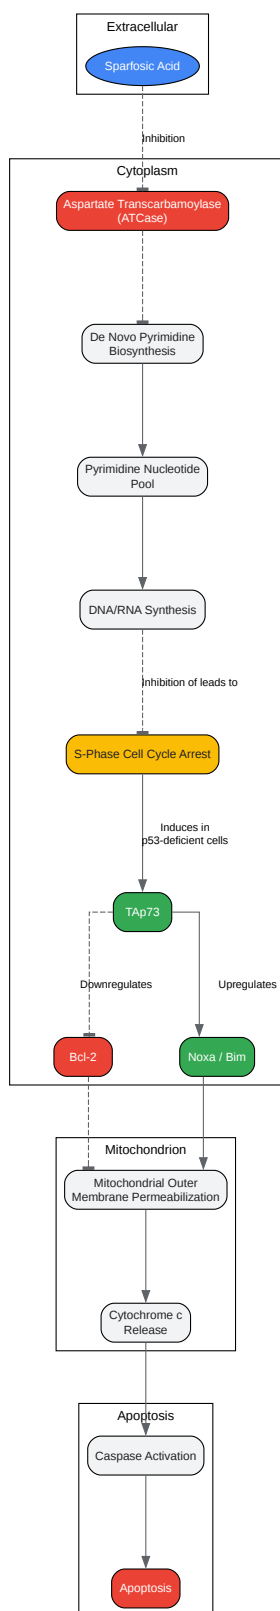 Extracellular
Sparfosic Acid
Inhibition
Cytoplasm
Aspartate Transcarbamoylase
(ATCase)
De Novo Pyrimidine
Biosynthesis
Pyrimidine Nucleotide
Pool
DNA/RNA Synthesis
Inhibition of leads to
S-Phase Cell Cycle Arrest
Induces in
p53-deficient cells
TAp73
Downregulates
Upregulates
Bcl-2
Noxa / Bim
Mitochondrion
Mitochondrial Outer
Membrane Permeabilization
Cytochrome c
Release
Apoptosis
Caspase Activation
Apoptosis